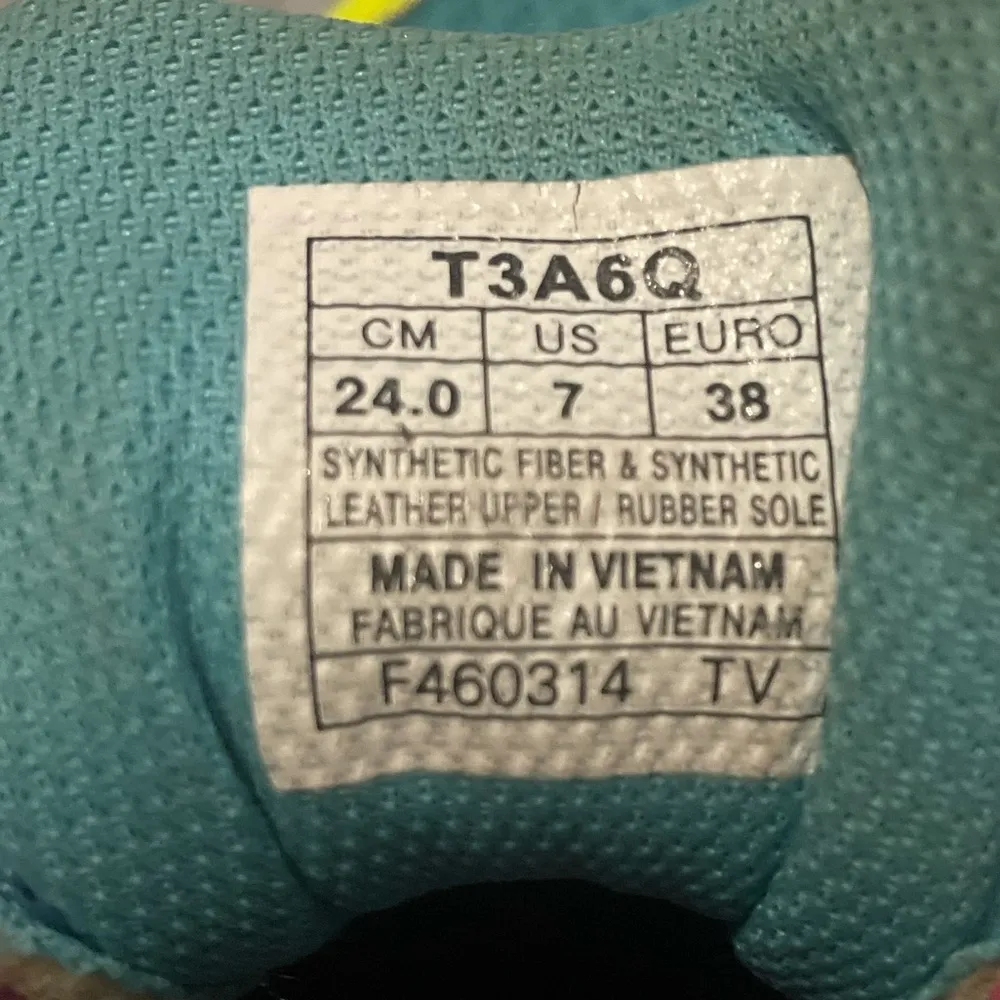 T3A6Q
CM US EURO
24.0 7 38
SYNTHETIC FIBER & SYNTHETIC
LEATHER UPPER / RUBBER SOLE
MADE IN VIETNAM
FABRIQUE AU VIETNAM
F460314 TV